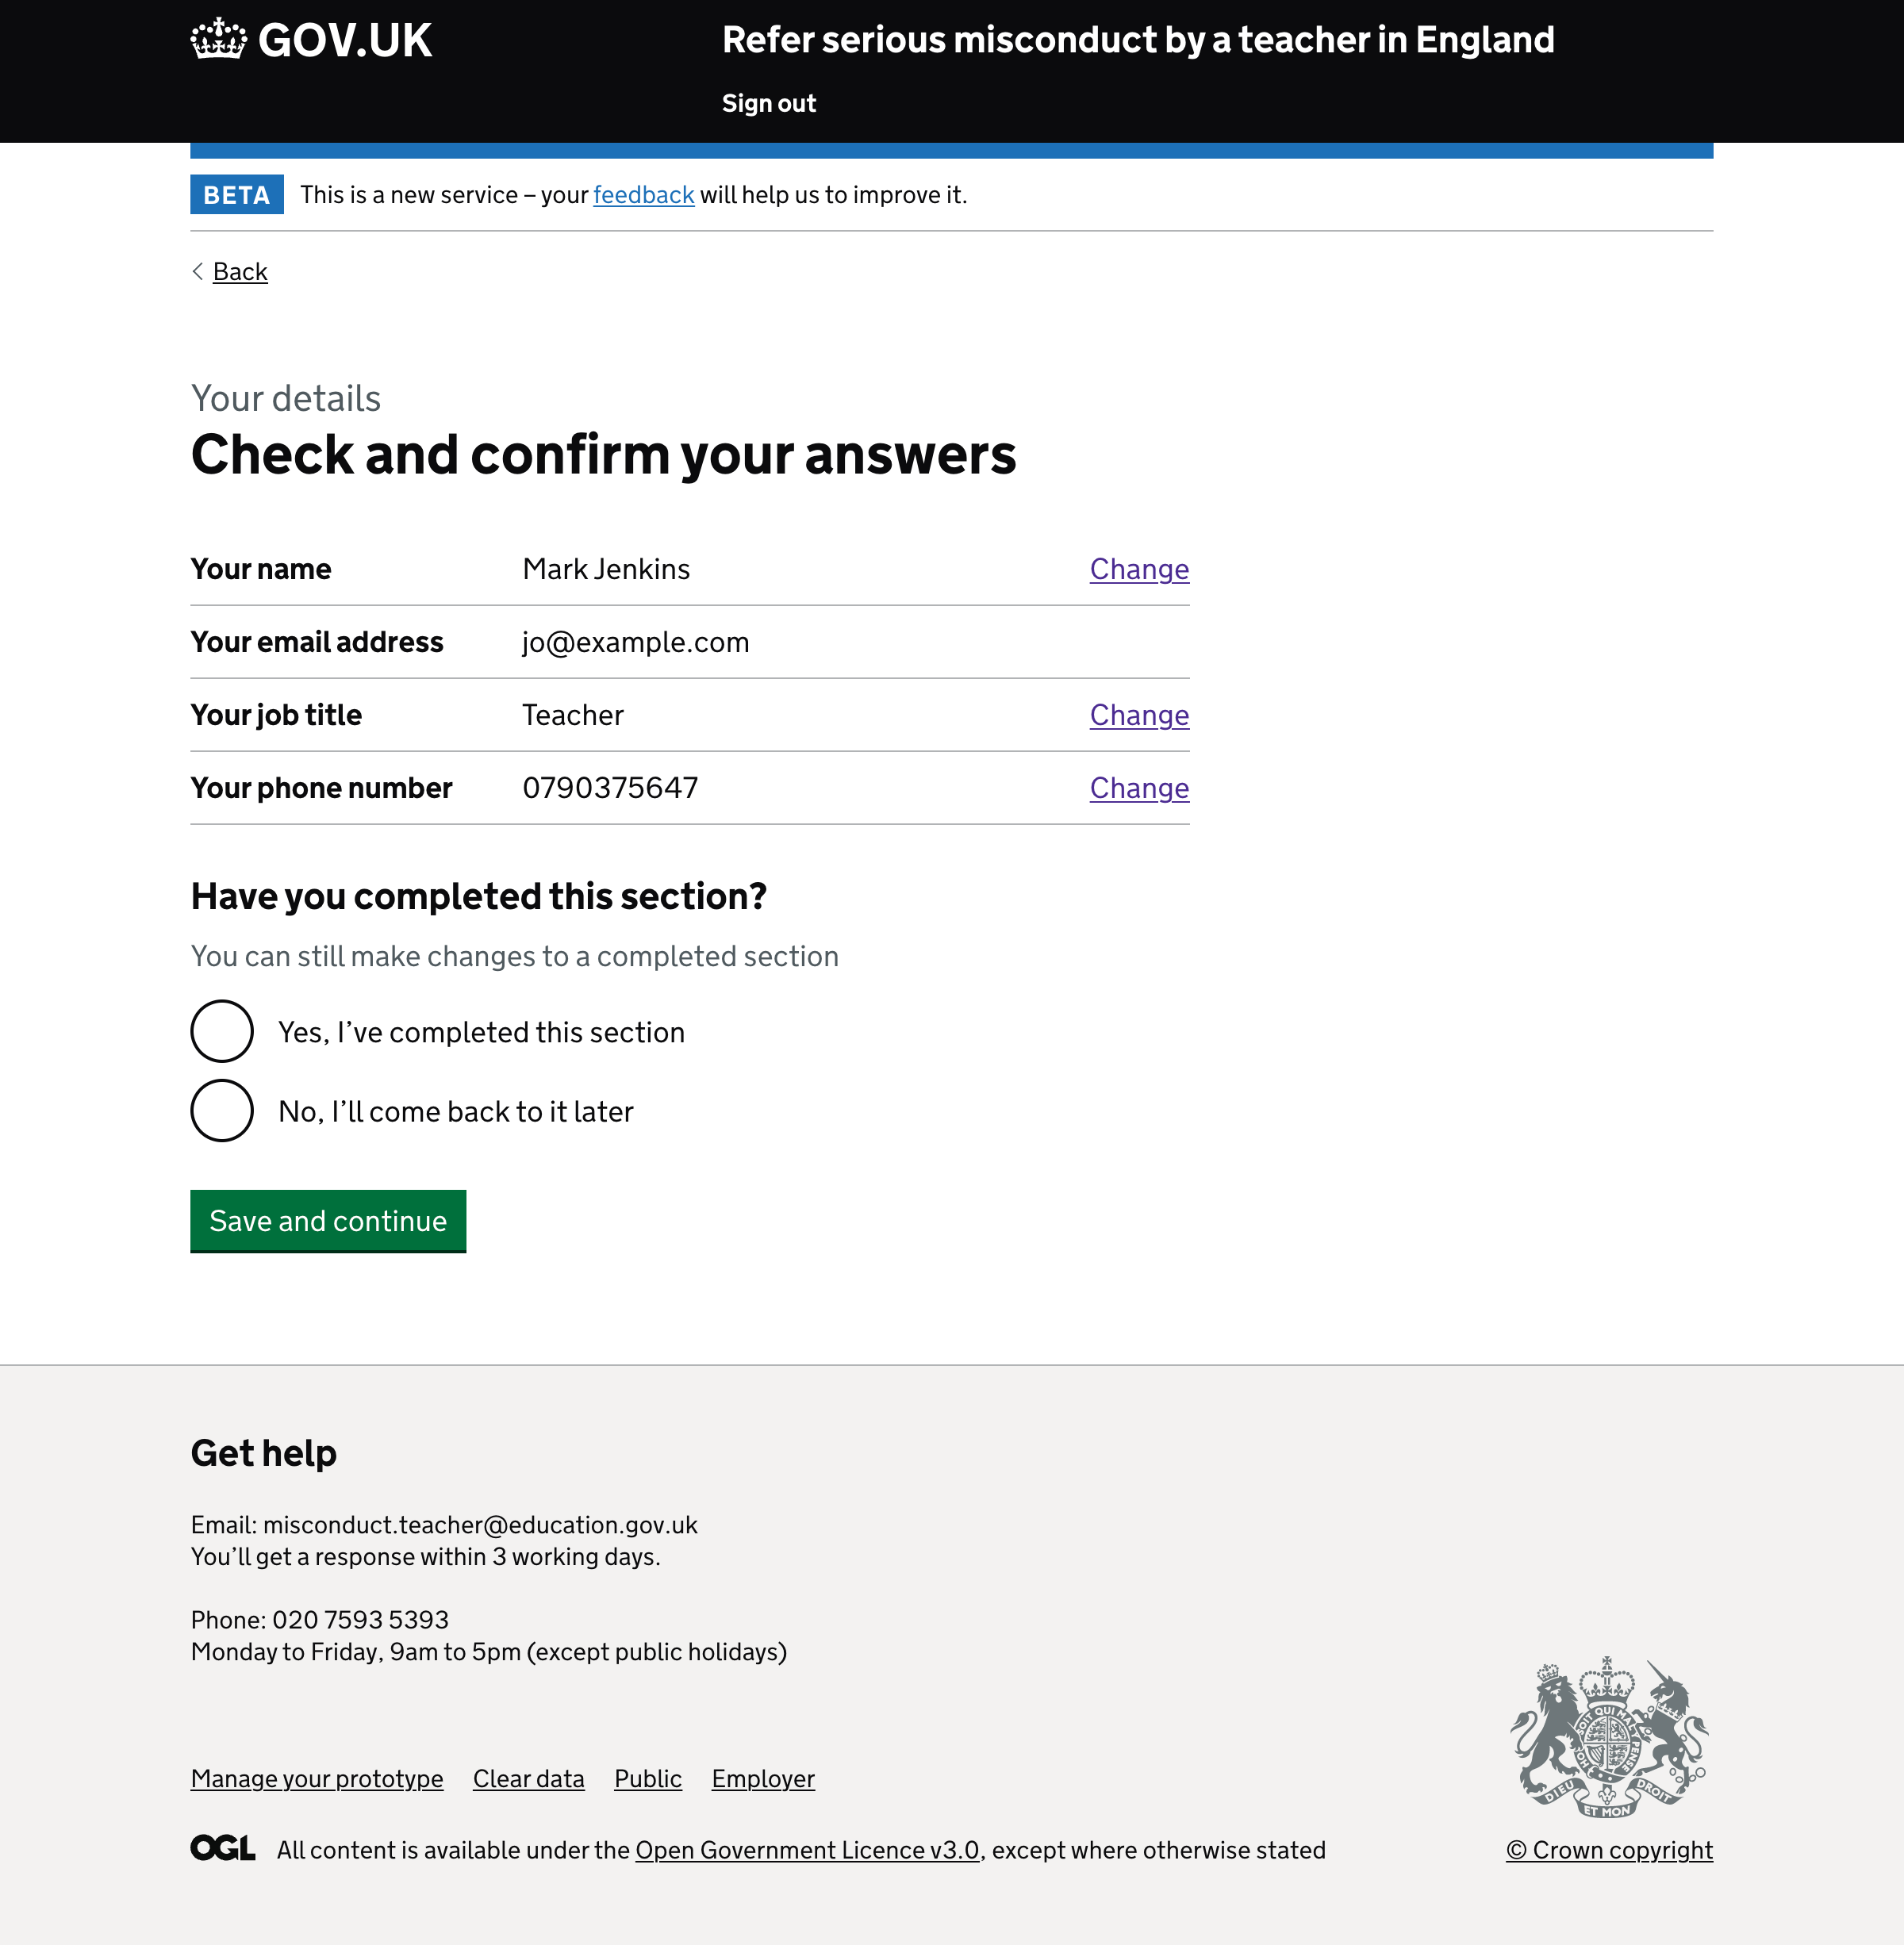 GOV.UK
Refer serious misconduct by a teacher in England
Sign out
BETA This is a new service – your feedback will help us to improve it.
Back
Your details
Check and confirm your answers
Your name Mark Jenkins Change
Your email address jo@example.com
Your job title Teacher Change
Your phone number 0790375647 Change
Have you completed this section?
You can still make changes to a completed section
Yes, I’ve completed this section
No, I’ll come back to it later
Save and continue
Get help
Email: misconduct.teacher@education.gov.uk
You’ll get a response within 3 working days.
Phone: 020 7593 5393
Monday to Friday, 9am to 5pm (except public holidays)
Manage your prototype Clear data Public Employer
DIEU ET MON DROIT
OGL All content is available under the Open Government Licence v3.0, except where otherwise stated
© Crown copyright